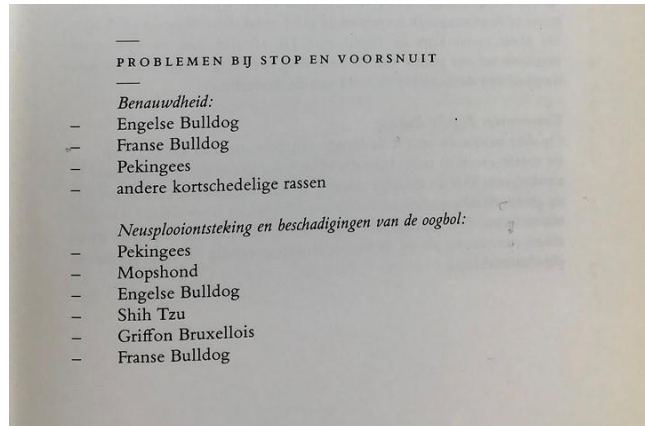 PROBLEMEN BIJ STOP EN VOORSNUIT
Benauwdheid:
– Engelse Bulldog
– Franse Bulldog
– Pekingees
– andere kortschedelige rassen
Neusplooiontsteking en beschadigingen van de oogbol:
– Pekingees
– Mopshond
– Engelse Bulldog
– Shih Tzu
– Griffon Bruxellois
– Franse Bulldog